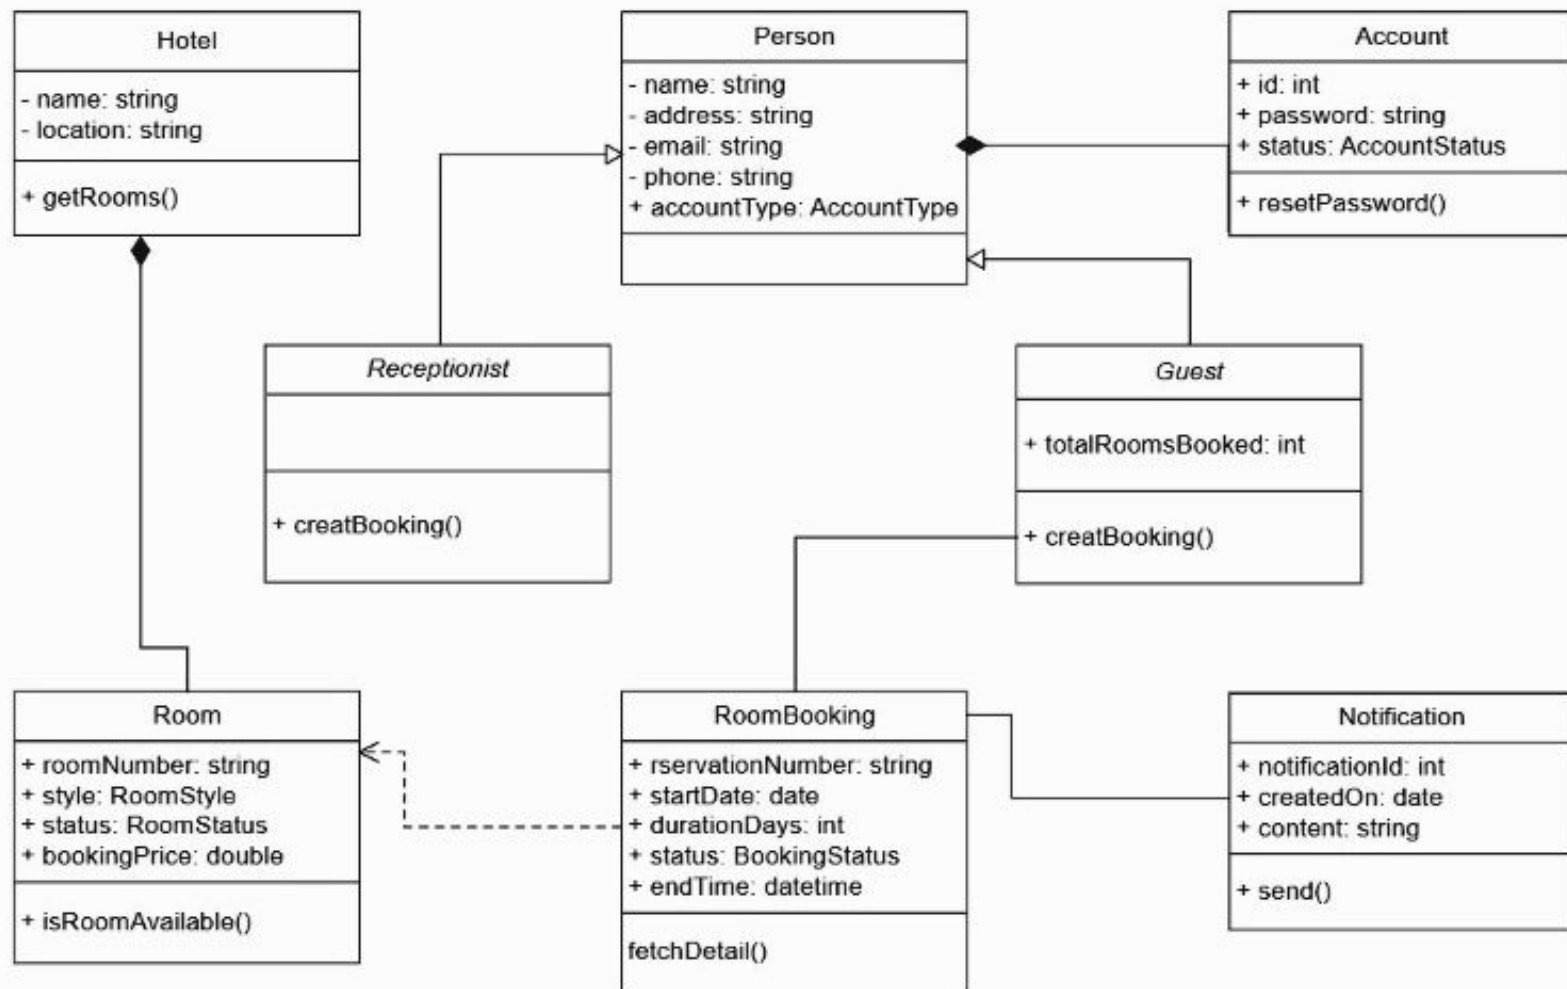 Hotel
- name: string
- location: string
+ getRooms()
Person
- name: string
- address: string
- email: string
- phone: string
+ accountType: AccountType
Account
+ id: int
+ password: string
+ status: AccountStatus
+ resetPassword()
Receptionist
+ creatBooking()
Guest
+ totalRoomsBooked: int
+ creatBooking()
Room
+ roomNumber: string
+ style: RoomStyle
+ status: RoomStatus
+ bookingPrice: double
+ isRoomAvailable()
RoomBooking
+ rservationNumber: string
+ startDate: date
+ durationDays: int
+ status: BookingStatus
+ endTime: datetime
fetchDetail()
Notification
+ notificationId: int
+ createdOn: date
+ content: string
+ send()